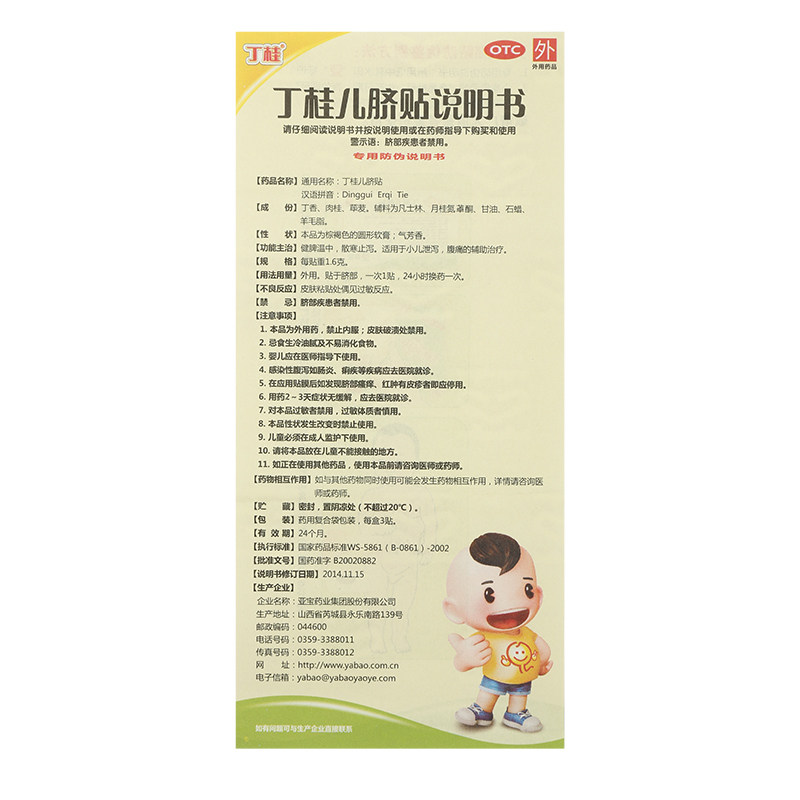 丁桂®
OTC
外
外用药品
丁桂儿脐贴说明书
请仔细阅读说明书并按说明使用或在药师指导下购买和使用
警示语：脐部疾患者禁用。
专用防伪说明书
【药品名称】通用名称：丁桂儿脐贴
汉语拼音：Dinggui Erqi Tie
【成 份】丁香、肉桂、荜茇。辅料为凡士林、月桂氮䓬酮、甘油、石蜡、
羊毛脂。
【性 状】本品为棕褐色的圆形软膏；气芳香。
【功能主治】健脾温中，散寒止泻。适用于小儿泄泻，腹痛的辅助治疗。
【规 格】每贴重1.6克。
【用法用量】外用。贴于脐部，一次1贴，24小时换药一次。
【不良反应】皮肤粘贴处偶见过敏反应。
【禁 忌】脐部疾患者禁用。
【注意事项】
1. 本品为外用药，禁止内服；皮肤破溃处禁用。
2. 忌食生冷油腻及不易消化食物。
3. 婴儿应在医师指导下使用。
4. 感染性腹泻如肠炎、痢疾等疾病应去医院就诊。
5. 在应用贴膜后如发现脐部瘙痒、红肿有皮疹者即应停用。
6. 用药2～3天症状无缓解，应去医院就诊。
7. 对本品过敏者禁用，过敏体质者慎用。
8. 本品性状发生改变时禁止使用。
9. 儿童必须在成人监护下使用。
10. 请将本品放在儿童不能接触的地方。
11. 如正在使用其他药品，使用本品前请咨询医师或药师。
【药物相互作用】如与其他药物同时使用可能会发生药物相互作用，详情请咨询医
师或药师。
【贮 藏】密封，置阴凉处（不超过20℃）。
【包 装】药用复合袋包装，每盒3贴。
【有 效 期】24个月。
【执行标准】国家药品标准WS-5861（B-0861）-2002
【批准文号】国药准字 B20020882
【说明书修订日期】2014.11.15
【生产企业】
企业名称：亚宝药业集团股份有限公司
生产地址：山西省芮城县永乐南路139号
邮政编码：044600
电话号码：0359-3388011
传真号码：0359-3388012
网 址：http://www.yabao.com.cn
电子信箱：yabao@yabaoyaoye.com
如有问题可与生产企业直接联系